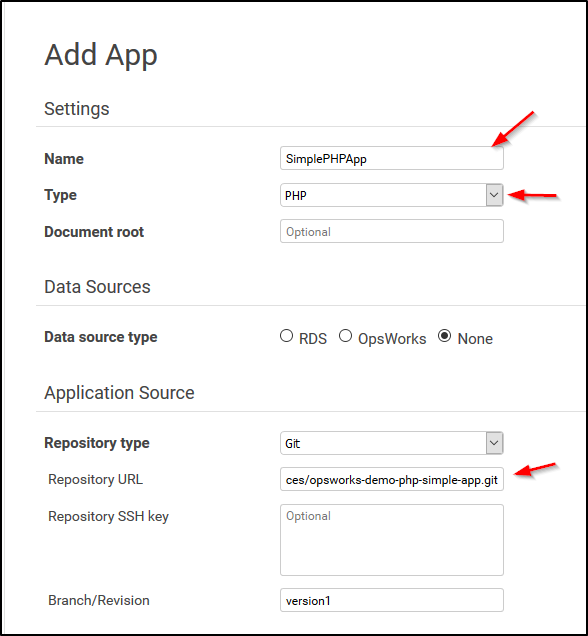 Add App
Settings
Name SimplePHPApp
Type PHP
Document root Optional
Data Sources
Data source type RDS OpsWorks None
Application Source
Repository type Git
Repository URL ces/opsworks-demo-php-simple-app.git
Repository SSH key Optional
Branch/Revision version1